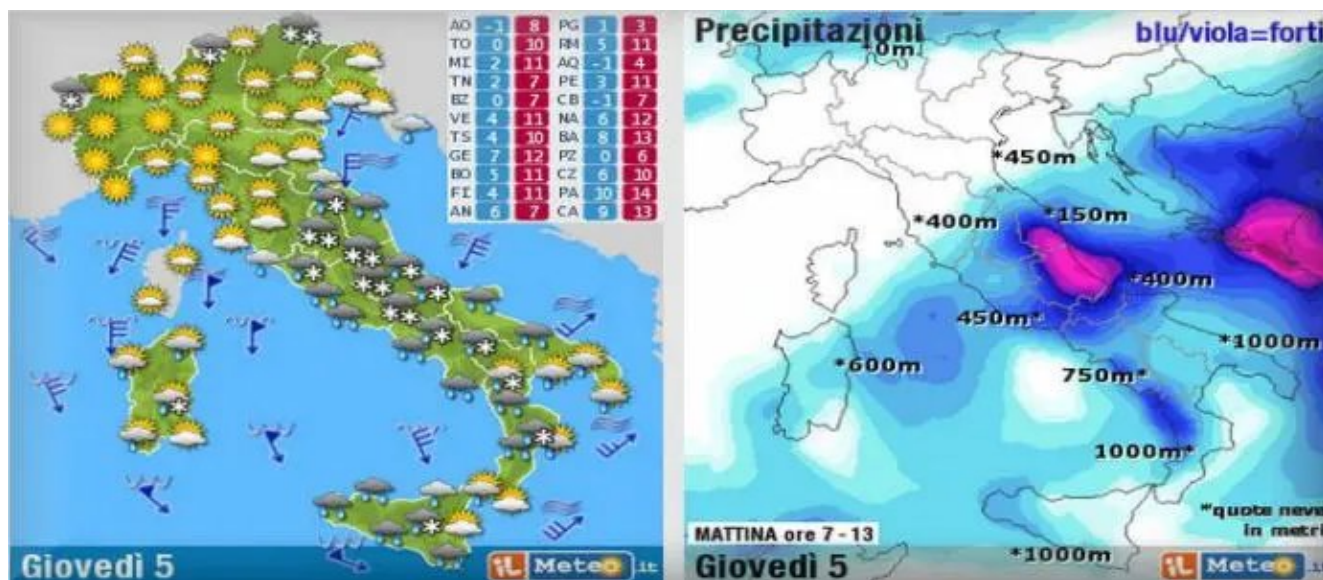 AO -1 8 PG 1 3
TO 0 10 RM 5 11
MI 2 11 AQ -1 4
TN 2 7 PE 3 11
BZ 0 7 CB -1 7
VE 4 11 NA 6 12
TS 4 10 BA 8 13
GE 7 12 PZ 0 6
BO 5 11 CZ 6 10
FI 4 11 PA 10 14
AN 6 7 CA 9 13
Giovedì 5
iL Meteo.it
Precipitazioni
blu/viola=forti
*0m
*450m
*400m
*150m
*400m
450m*
*1000m
*600m
750m*
1000m*
*quote neve
in metri
MATTINA ore 7 - 13
*1000m
Giovedì 5
iL Meteo.it